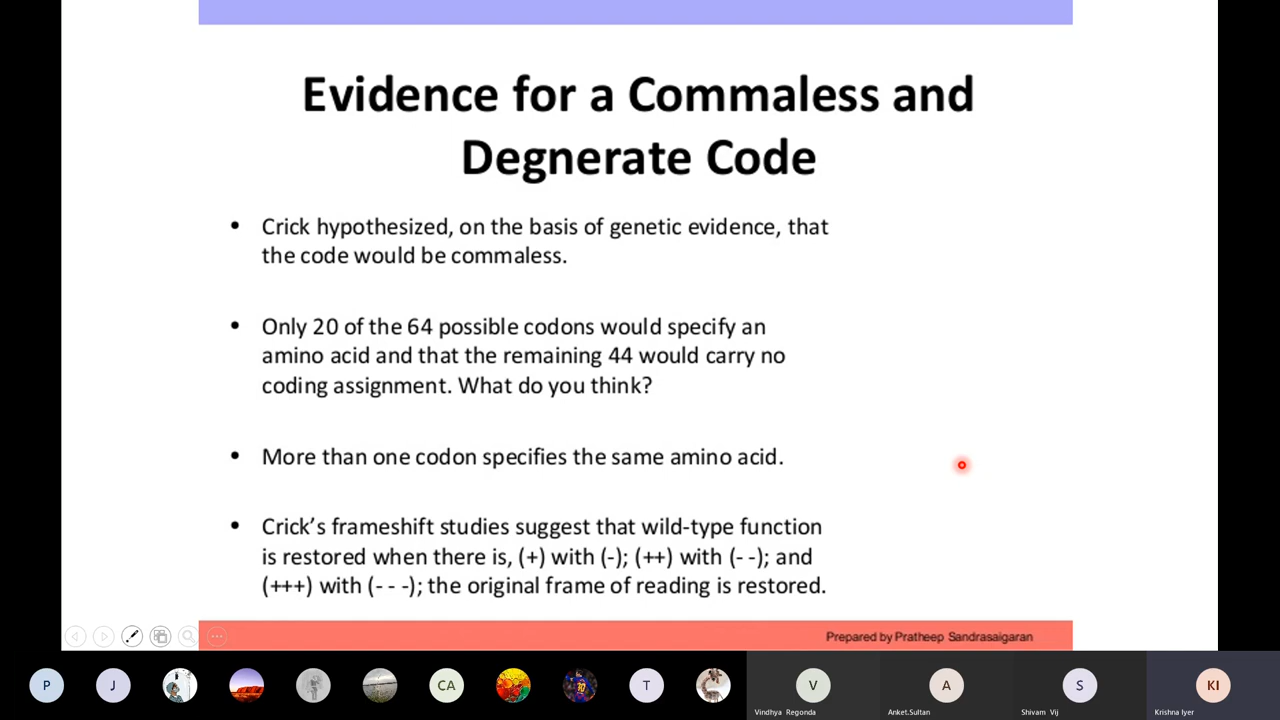 Evidence for a Commaless and
Degnerate Code
• Crick hypothesized, on the basis of genetic evidence, that
the code would be commaless.
• Only 20 of the 64 possible codons would specify an
amino acid and that the remaining 44 would carry no
coding assignment. What do you think?
• More than one codon specifies the same amino acid.
• Crick’s frameshift studies suggest that wild-type function
is restored when there is, (+) with (-); (++) with (- -); and
(+++) with (- - -); the original frame of reading is restored.
Prepared by Pratheep Sandrasaigaran
P J CA T V A S KI
Vindhya Regonda Anket.Sultan Shivam Vij Krishna Iyer